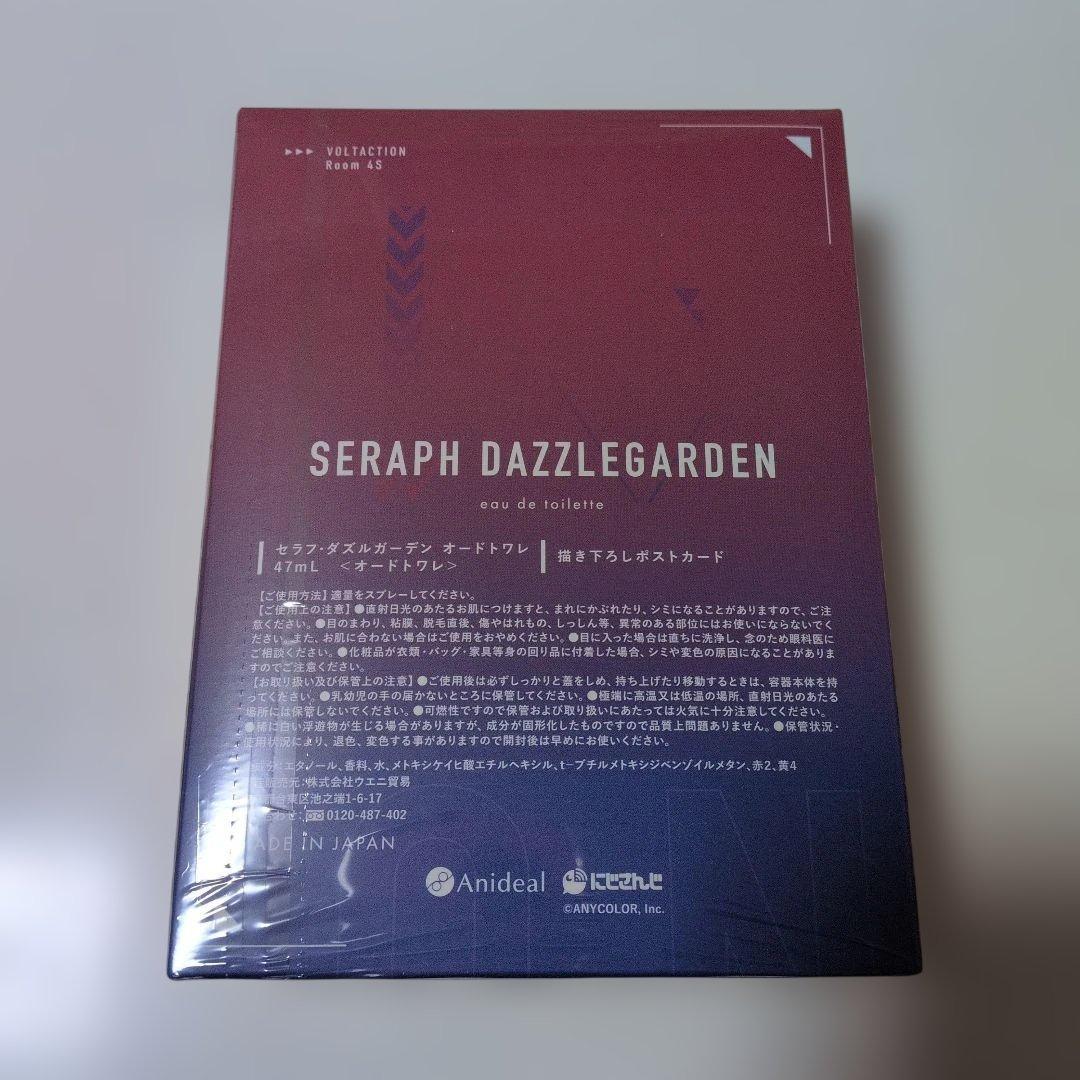 ▶▶▶ VOLTACTION
Room 4S
SERAPH DAZZLEGARDEN
eau de toilette
セラフ・ダズルガーデン オードトワレ
47mL <オードトワレ>
描き下ろしポストカード
【ご使用方法】適量をスプレーしてください。
【ご使用上の注意】●直射日光のあたるお肌につけますと、まれにかぶれたり、シミになることがありますので、ご注
意ください。●目のまわり、粘膜、脱毛直後、傷やはれもの、しっしん等、異常のある部位にはお使いにならないでく
ださい。また、お肌に合わない場合はご使用をおやめください。●目に入った場合は直ちに洗浄し、念のため眼科医に
ご相談ください。●化粧品が衣類・バッグ・家具等身の回り品に付着した場合、シミや変色の原因になることがありま
すのでご注意ください。
【お取り扱い及び保管上の注意】●ご使用後は必ずしっかりと蓋をしめ、持ち上げたり移動するときは、容器本体を持
ってください。●乳幼児の手の届かないところに保管してください。●極端に高温又は低温の場所、直射日光のあたる
場所には保管しないでください。●可燃性ですので保管および取り扱いにあたっては火気に十分注意してください。
●稀に白い浮遊物が生じる場合がありますが、成分が固形化したものですので品質上問題ありません。●保管状況・
使用状況により、退色、変色する事がありますので開封後は早めにお使いください。
成分:エタノール、香料、水、メトキシケイヒ酸エチルヘキシル、t-ブチルメトキシジベンゾイルメタン、赤2、黄4
売元:株式会社ウエニ貿易
台東区池之端1-6-17
わせ:0120-487-402
ADE IN JAPAN
Anideal
にじさんじ
©ANYCOLOR, Inc.